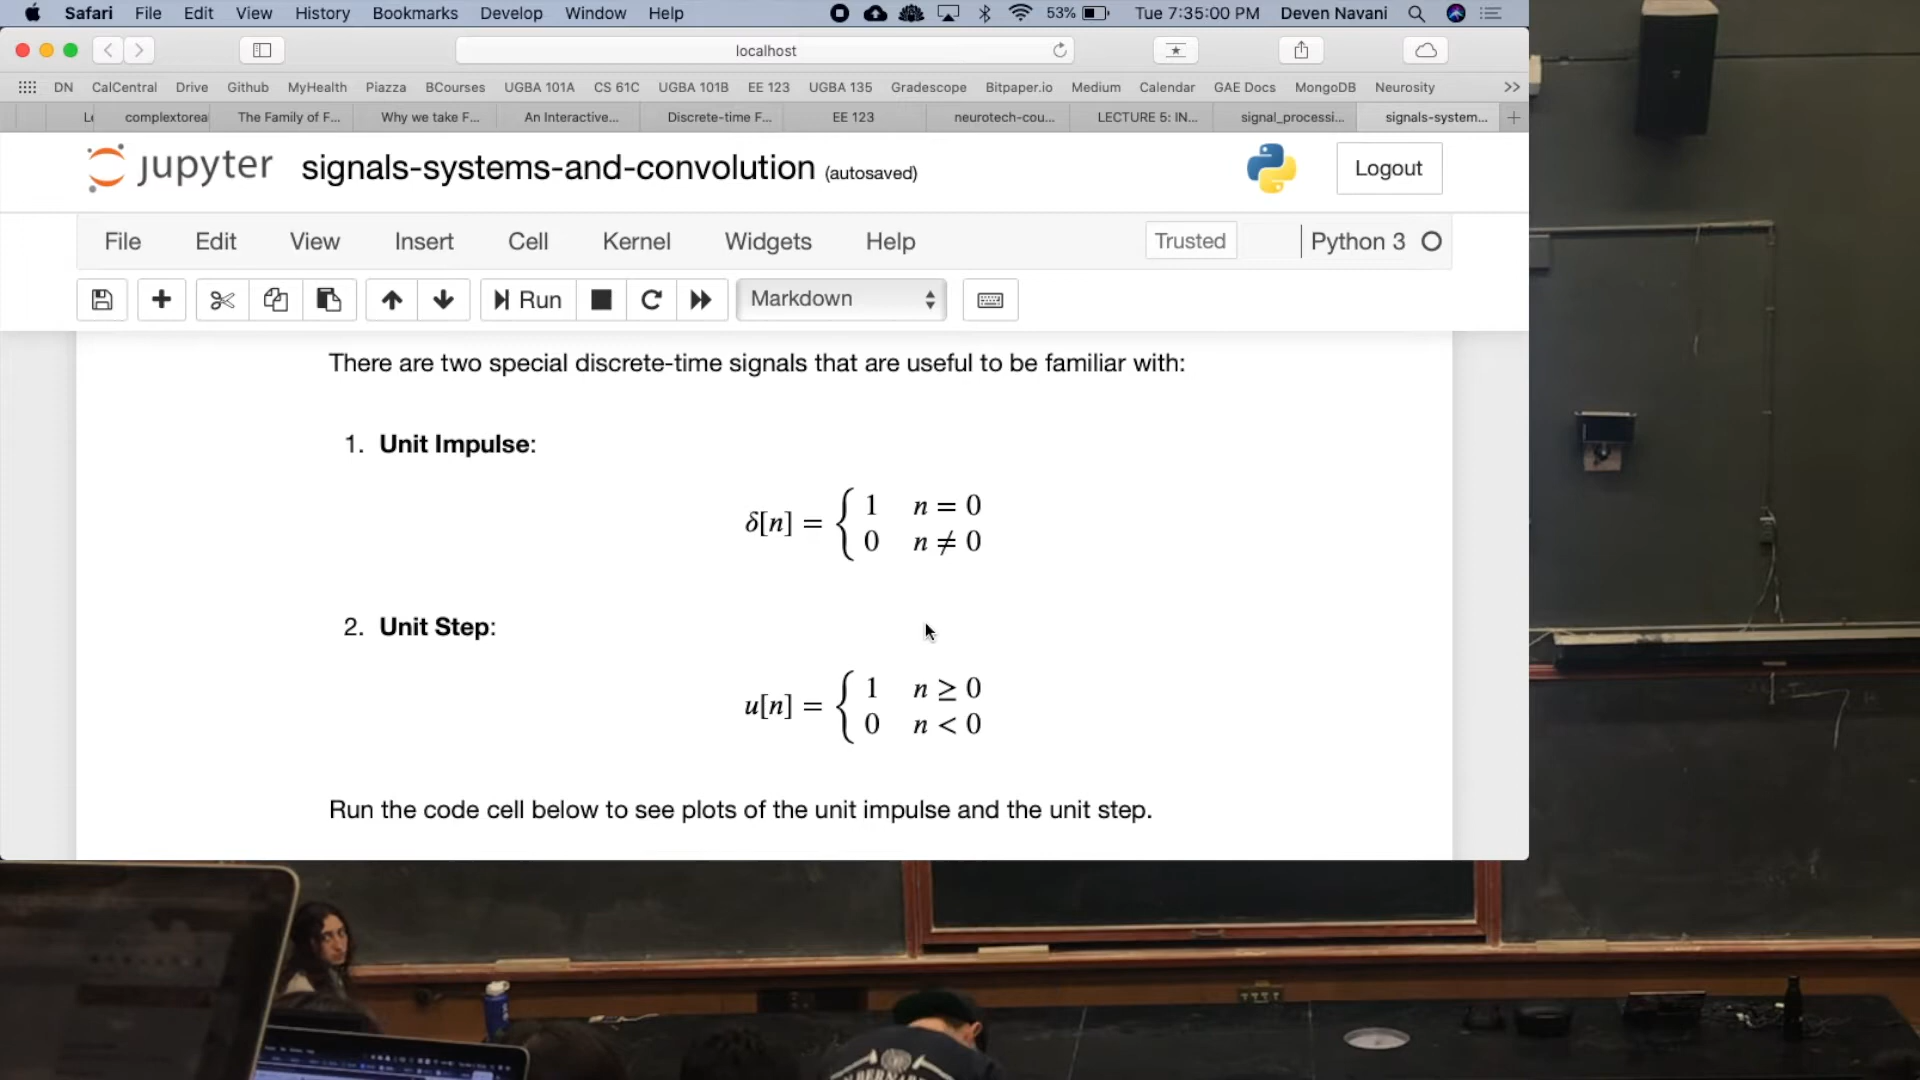 Safari File Edit View History Bookmarks Develop Window Help 53% Tue 7:35:00 PM Deven Navani
localhost
DN CalCentral Drive Github MyHealth Piazza BCourses UGBA 101A CS 61C UGBA 101B EE 123 UGBA 135 Gradescope Bitpaper.io Medium Calendar GAE Docs MongoDB Neurosity >>
complextorea The Family of F... Why we take F... An Interactive... Discrete-time F... EE 123 neurotech-cou... LECTURE 5: IN... signal_processi... signals-system...
jupyter signals-systems-and-convolution (autosaved) Logout
File Edit View Insert Cell Kernel Widgets Help Trusted Python 3
Run Markdown
There are two special discrete-time signals that are useful to be familiar with:
1. Unit Impulse:
δ[n] = { 1 n = 0
0 n ≠ 0
2. Unit Step:
u[n] = { 1 n ≥ 0
0 n < 0
Run the code cell below to see plots of the unit impulse and the unit step.